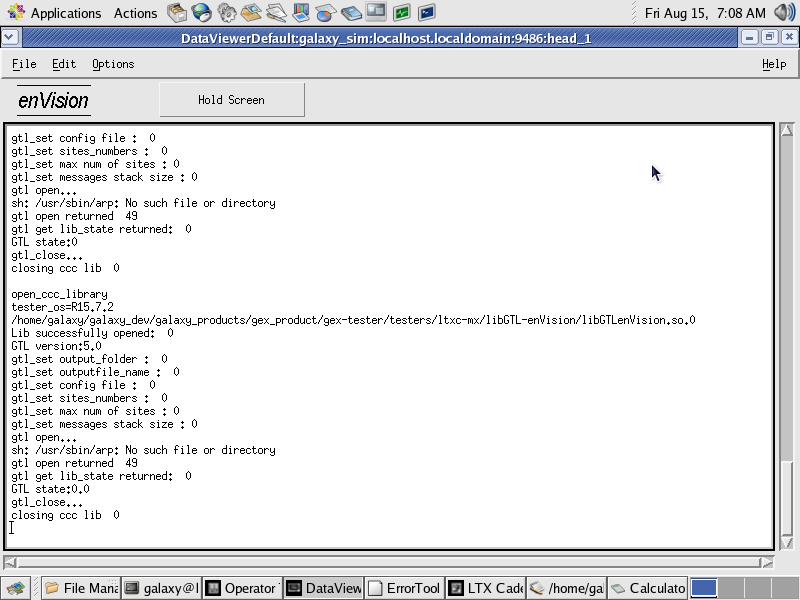 Applications Actions Fri Aug 15, 7:08 AM
DataViewerDefault:galaxy_sim:localhost.localdomain:9486:head_1
File Edit Options Help
enVision Hold Screen
gtl_set config file : 0
gtl_set sites_numbers : 0
gtl_set max num of sites : 0
gtl_set messages stack size : 0
gtl open...
sh: /usr/sbin/arp: No such file or directory
gtl open returned 49
gtl get lib_state returned: 0
GTL state:0
gtl_close...
closing ccc lib 0
open_ccc_library
tester_os=R15.7.2
/home/galaxy/galaxy_dev/galaxy_products/gex_product/gex-tester/testers/ltxc-mx/libGTL-enVision/libGTLenVision.so.0
Lib successfully opened: 0
GTL version:5.0
gtl_set output_folder : 0
gtl_set outputfile_name : 0
gtl_set config file : 0
gtl_set sites_numbers : 0
gtl_set max num of sites : 0
gtl_set messages stack size : 0
gtl open...
sh: /usr/sbin/arp: No such file or directory
gtl open returned 49
gtl get lib_state returned: 0
GTL state:0.0
gtl_close...
closing ccc lib 0
File Mana galaxy@l Operator DataView ErrorTool LTX Cade /home/gal Calculato